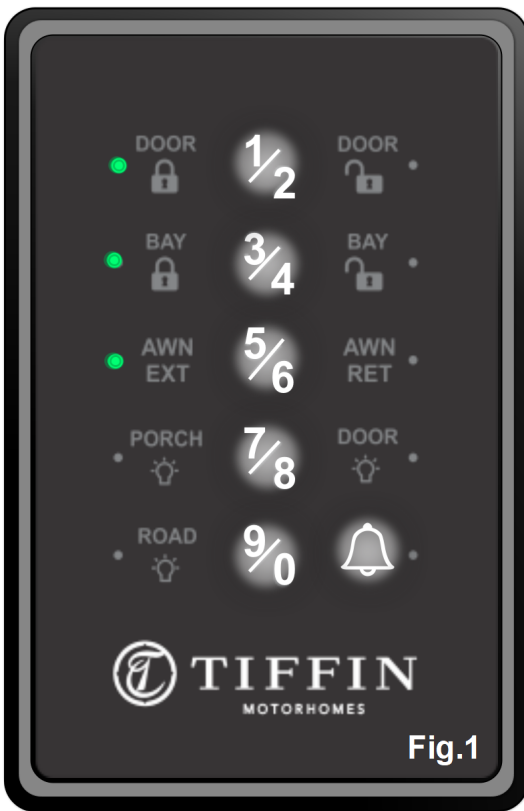 DOOR 1/2 DOOR
BAY 3/4 BAY
AWN EXT 5/6 AWN RET
PORCH 7/8 DOOR
ROAD 9/0
TIFFIN
MOTORHOMES
Fig.1